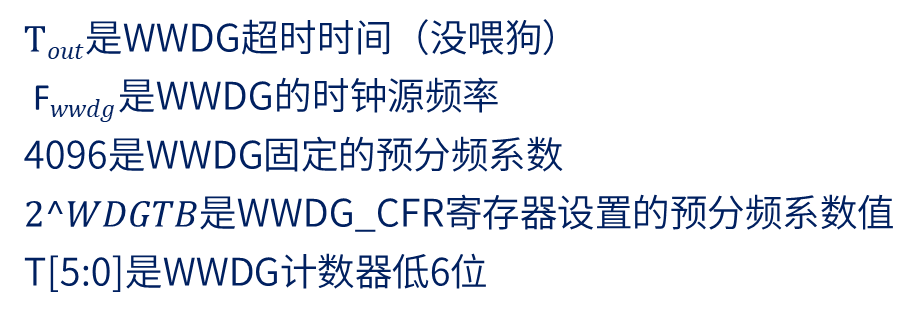 T_out是WWDG超时时间（没喂狗）
F_wwdg是WWDG的时钟源频率
4096是WWDG固定的预分频系数
2^WDGTB是WWDG_CFR寄存器设置的预分频系数值
T[5:0]是WWDG计数器低6位